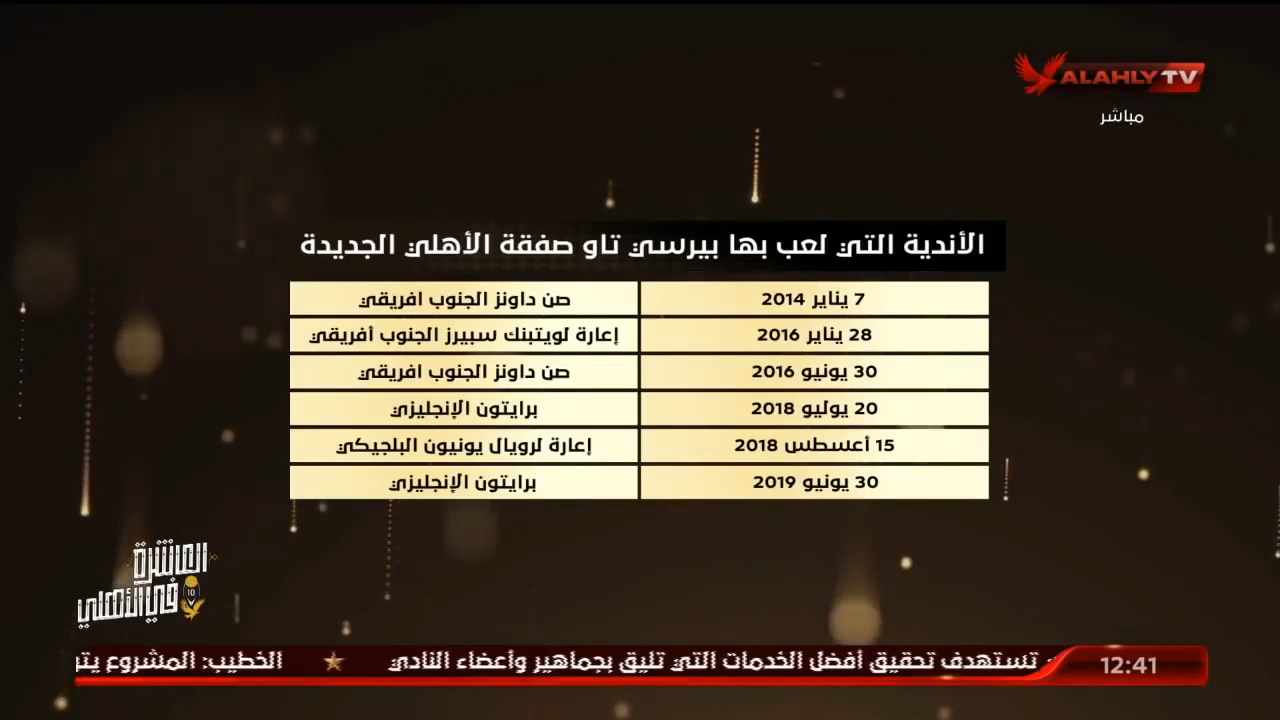 ALAHLY TV
مباشر
الأندية التي لعب بها بيرسي تاو صفقة الأهلي الجديدة
7 يناير 2014 صن داونز الجنوب افريقي
28 يناير 2016 إعارة لويتبنك سبيرز الجنوب أفريقي
30 يونيو 2016 صن داونز الجنوب افريقي
20 يوليو 2018 برايتون الإنجليزي
15 أغسطس 2018 إعارة لرويال يونيون البلجيكي
30 يونيو 2019 برايتون الإنجليزي
العاشرة
في الأهلي
10
12:41 تستهدف تحقيق أفضل الخدمات التي تليق بجماهير وأعضاء النادي الخطيب: المشروع